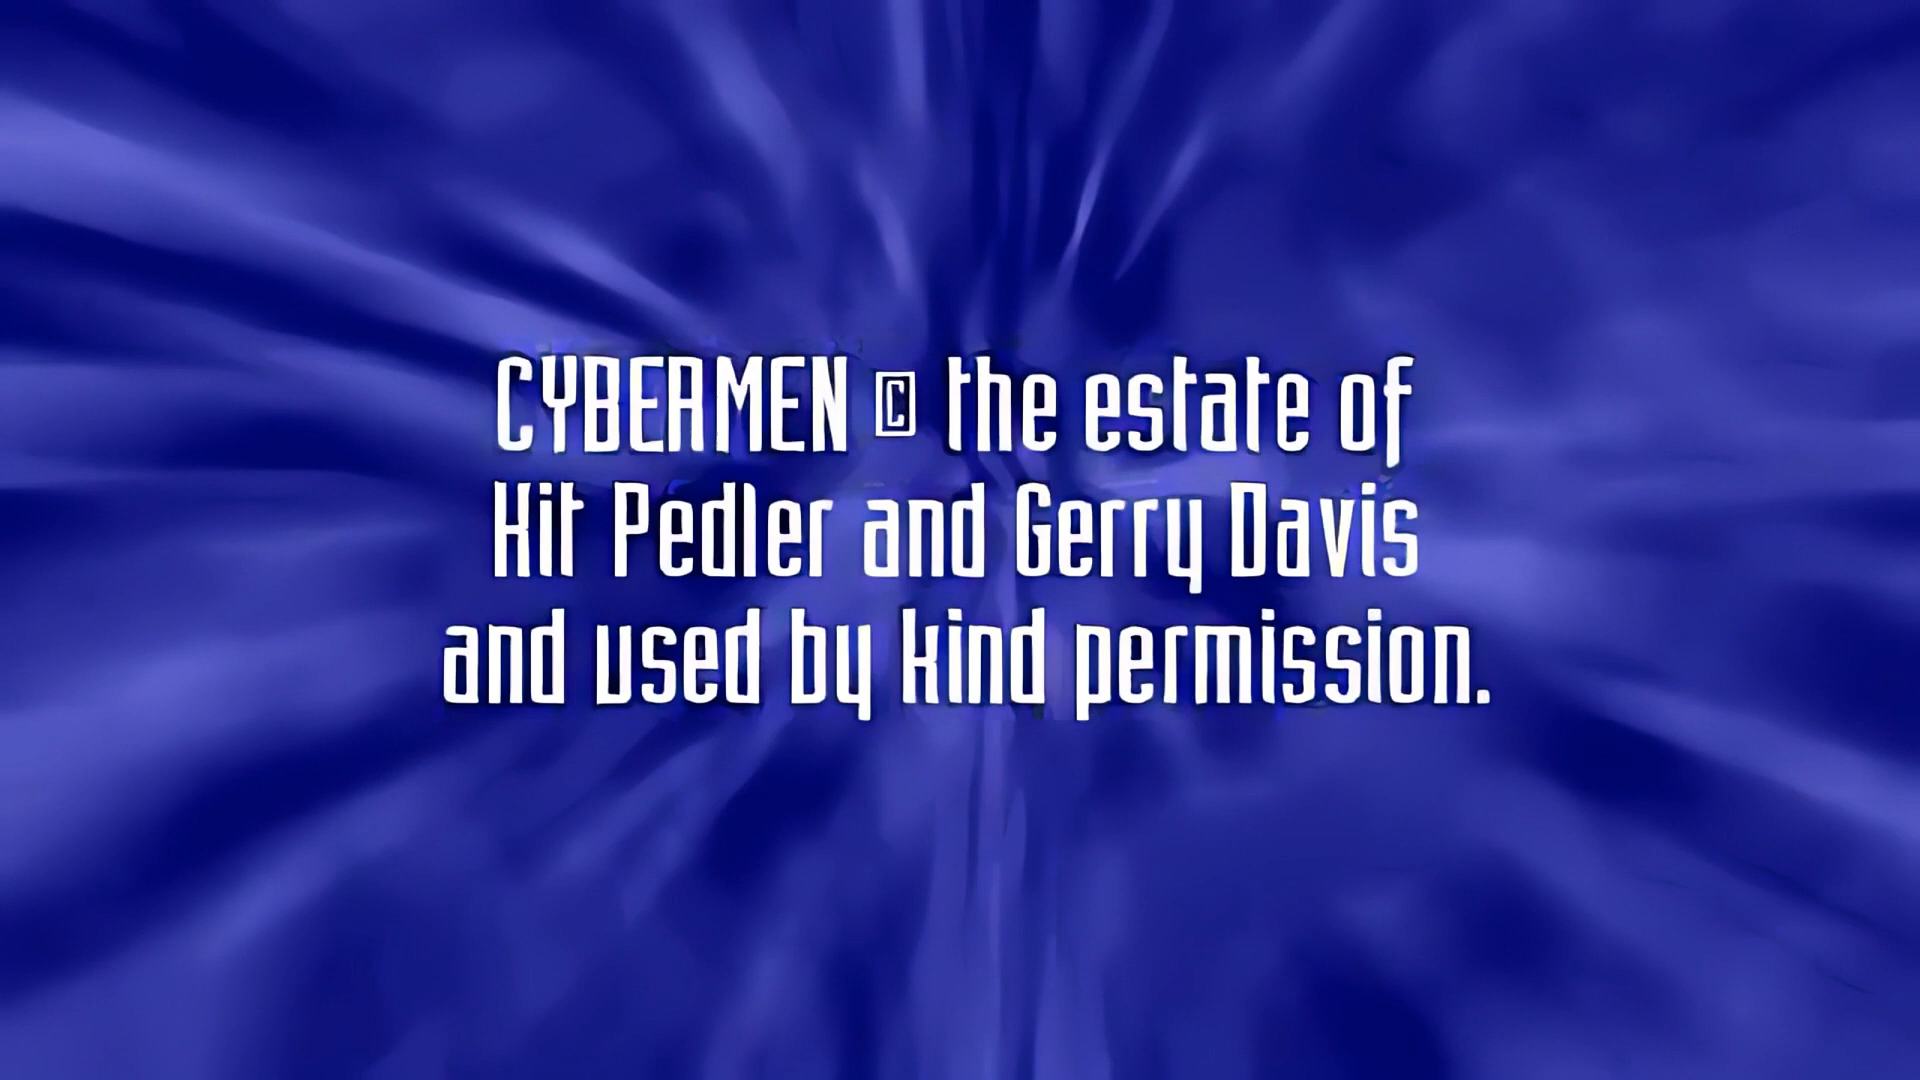 CYBERMEN © the estate of
Kit Pedler and Gerry Davis
and used by kind permission.